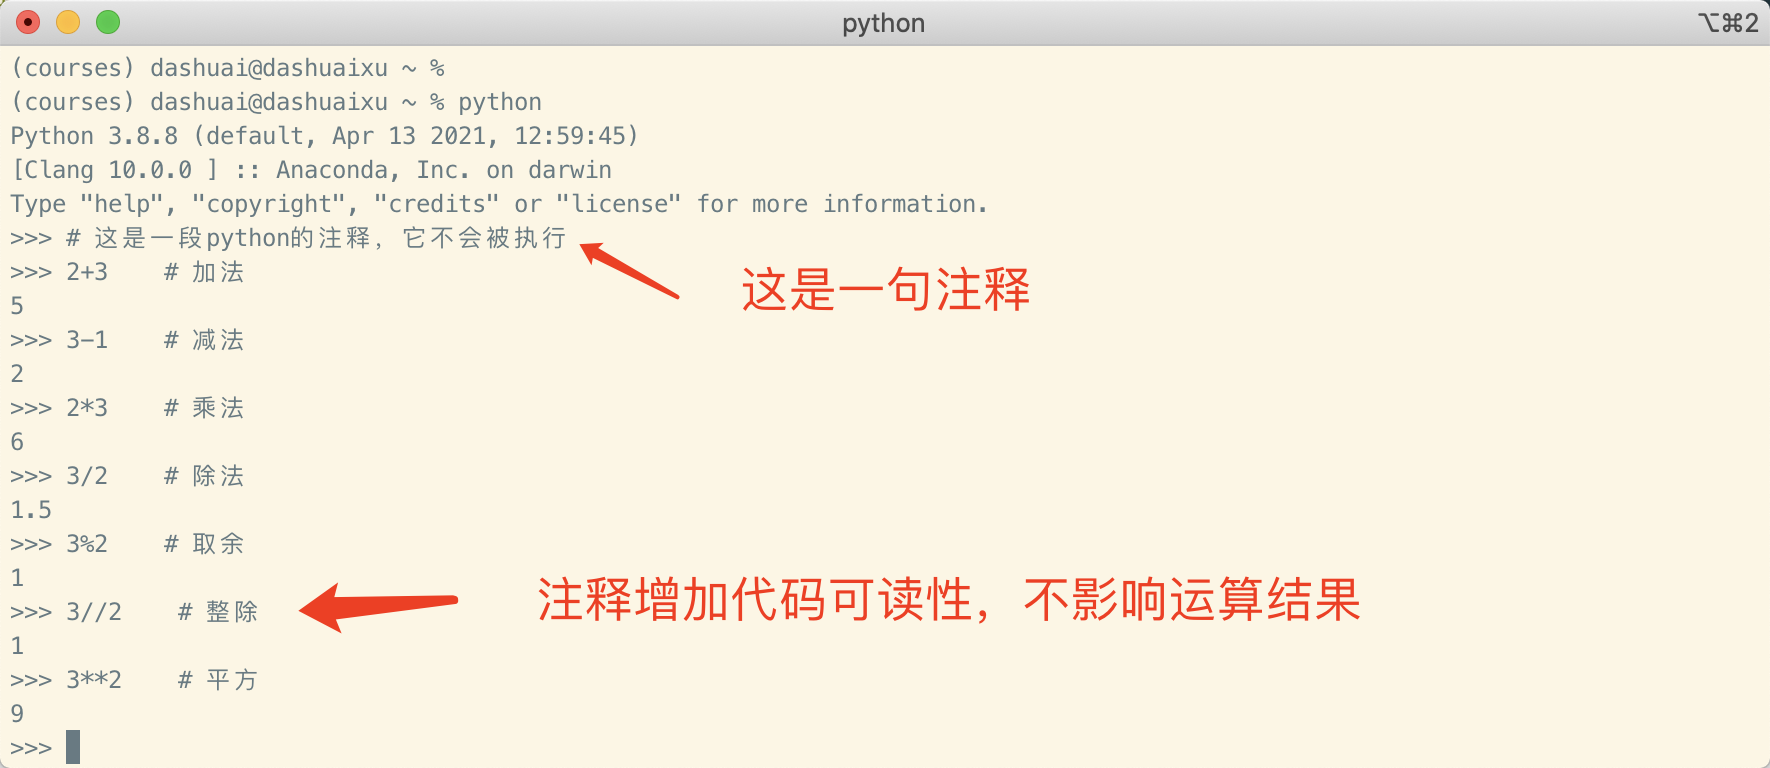 python
⌥⌘2
(courses) dashuai@dashuaixu ~ %
(courses) dashuai@dashuaixu ~ % python
Python 3.8.8 (default, Apr 13 2021, 12:59:45)
[Clang 10.0.0 ] :: Anaconda, Inc. on darwin
Type "help", "copyright", "credits" or "license" for more information.
>>> # 这是一段python的注释，它不会被执行
>>> 2+3    # 加法
这是一句注释
5
>>> 3-1    # 减法
2
>>> 2*3    # 乘法
6
>>> 3/2    # 除法
1.5
>>> 3%2    # 取余
1
>>> 3//2    # 整除
注释增加代码可读性，不影响运算结果
1
>>> 3**2    # 平方
9
>>>